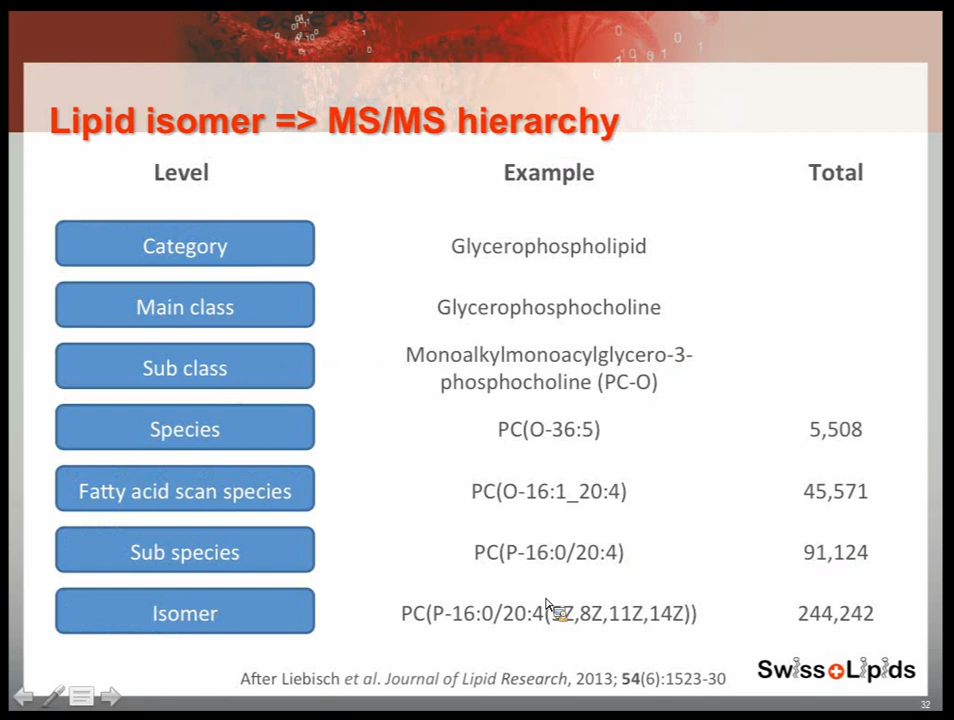 Lipid isomer => MS/MS hierarchy
Level Example Total
Category Glycerophospholipid
Main class Glycerophosphocholine
Sub class Monoalkylmonoacylglycero-3-
phosphocholine (PC-O)
Species PC(O-36:5) 5,508
Fatty acid scan species PC(O-16:1_20:4) 45,571
Sub species PC(P-16:0/20:4) 91,124
Isomer PC(P-16:0/20:4(5Z,8Z,11Z,14Z)) 244,242
After Liebisch et al. Journal of Lipid Research, 2013; 54(6):1523-30
SwissLipids
32